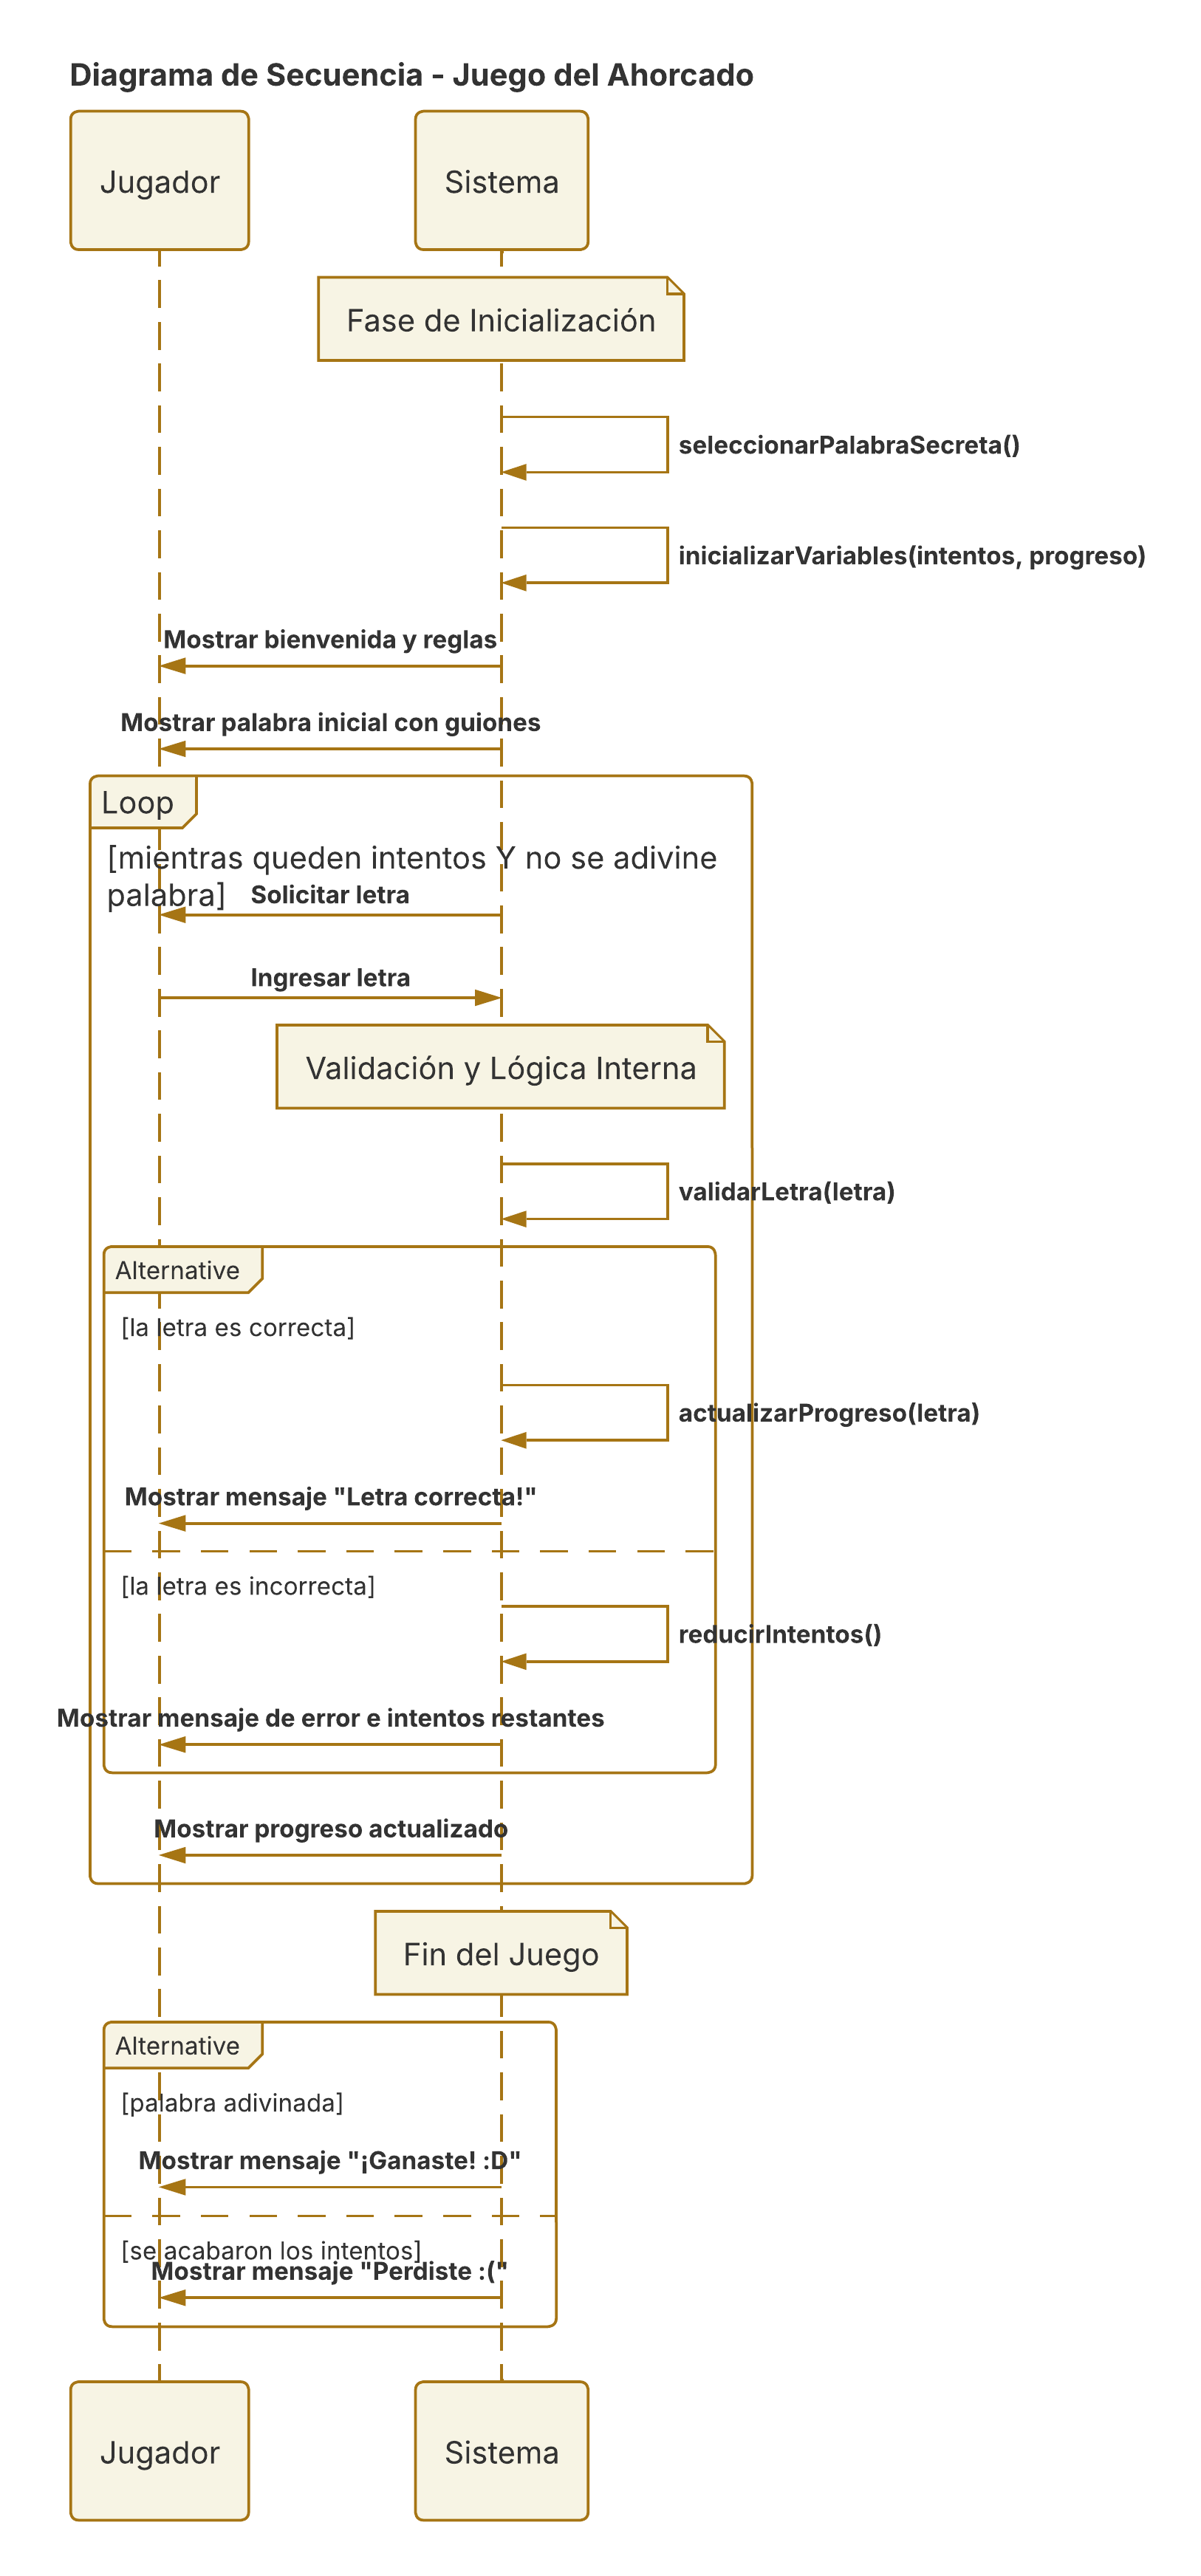 Diagrama de Secuencia - Juego del Ahorcado
Jugador
Sistema
Fase de Inicialización
seleccionarPalabraSecreta()
inicializarVariables(intentos, progreso)
Mostrar bienvenida y reglas
Mostrar palabra inicial con guiones
Loop
[mientras queden intentos Y no se adivine
palabra]
Solicitar letra
Ingresar letra
Validación y Lógica Interna
validarLetra(letra)
Alternative
[la letra es correcta]
actualizarProgreso(letra)
Mostrar mensaje "Letra correcta!"
[la letra es incorrecta]
reducirIntentos()
Mostrar mensaje de error e intentos restantes
Mostrar progreso actualizado
Fin del Juego
Alternative
[palabra adivinada]
Mostrar mensaje "¡Ganaste! :D"
[se acabaron los intentos]
Mostrar mensaje "Perdiste :("
Jugador
Sistema